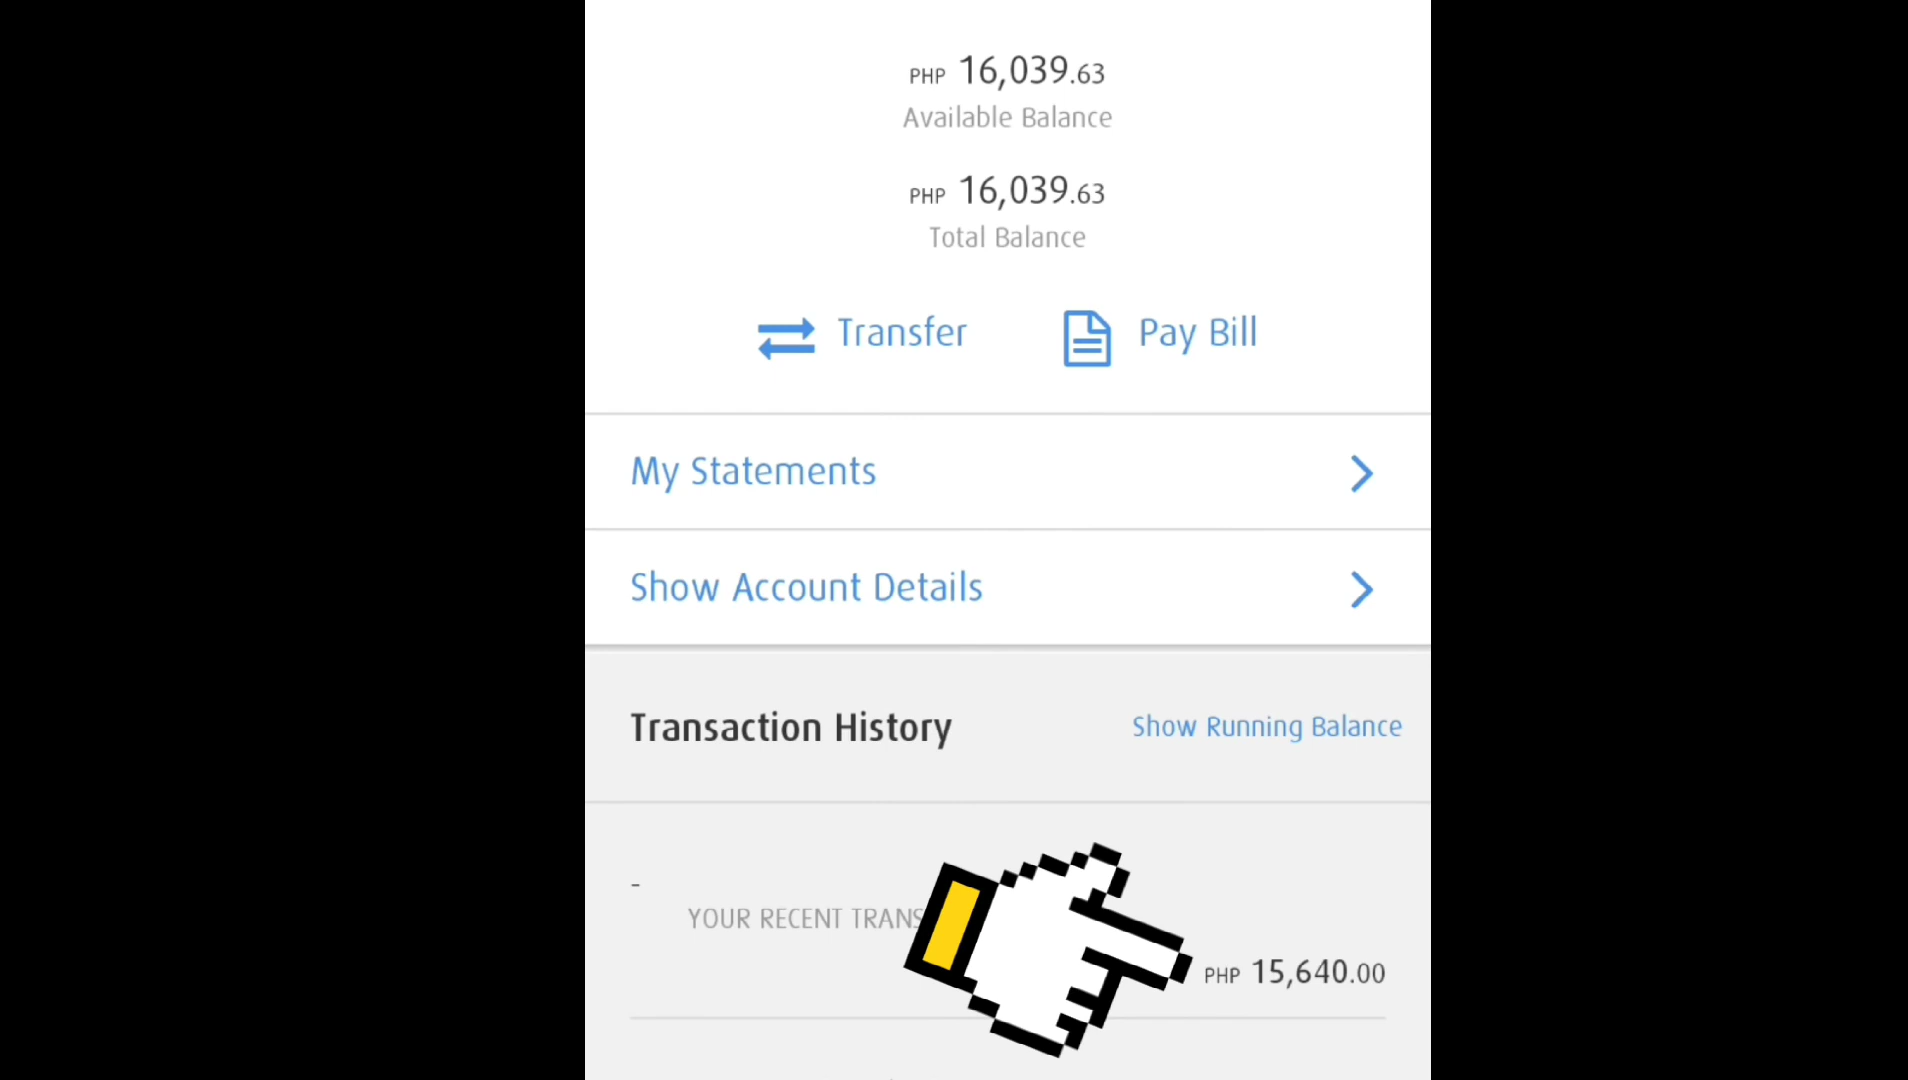 PHP 16,039.63
Available Balance
PHP 16,039.63
Total Balance
Transfer
Pay Bill
My Statements
Show Account Details
Transaction History
Show Running Balance
-
YOUR RECENT
PHP 15,640.00